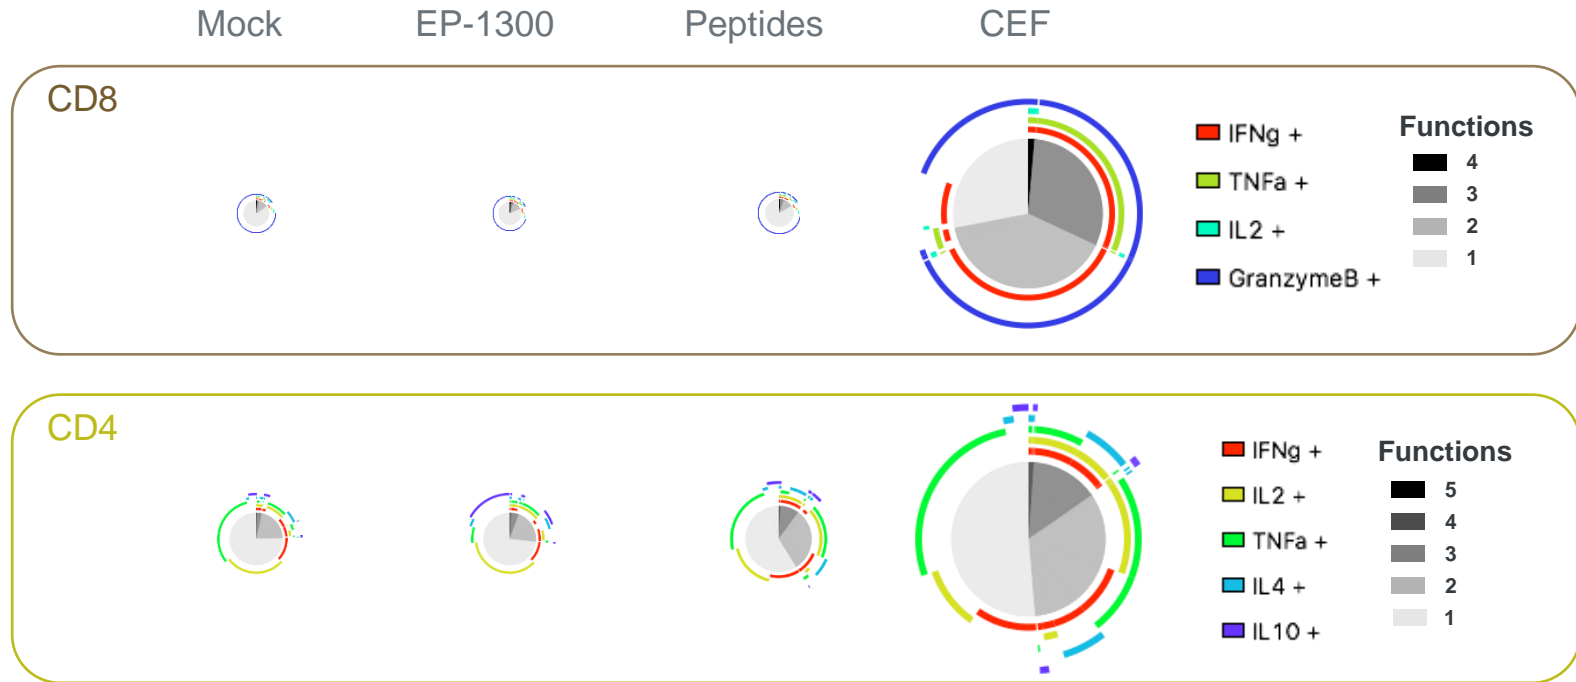 Mock EP-1300 Peptides CEF
CD8
IFNg +
TNFa +
IL2 +
GranzymeB +
Functions
4
3
2
1
CD4
IFNg +
IL2 +
TNFa +
IL4 +
IL10 +
Functions
5
4
3
2
1